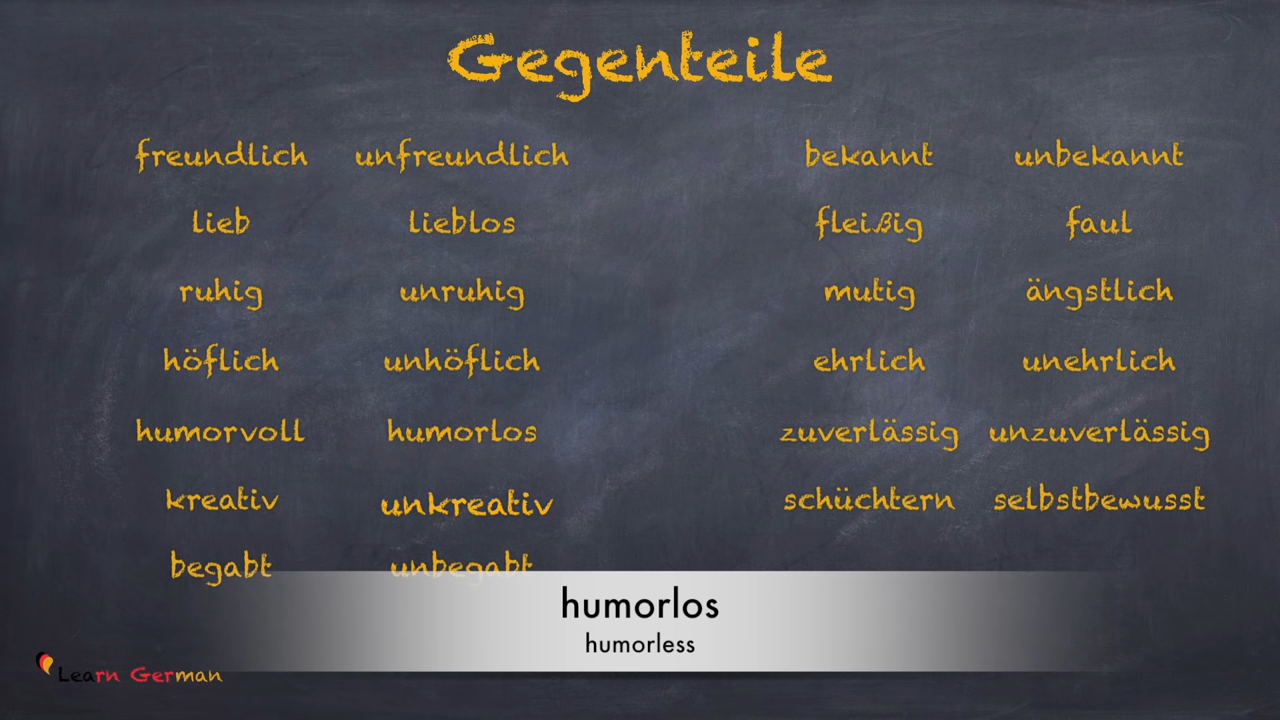 Gegenteile
freundlich unfreundlich bekannt unbekannt
lieb lieblos fleißig faul
ruhig unruhig mutig ängstlich
höflich unhöflich ehrlich unehrlich
humorvoll humorlos zuverlässig unzuverlässig
kreativ unkreativ schüchtern selbstbewusst
begabt unbegabt
humorlos
humorless
Learn German